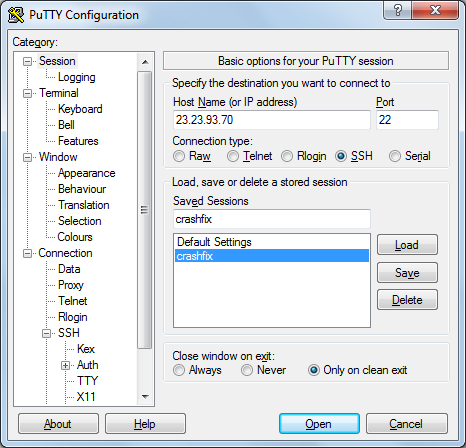 PuTTY Configuration
Category:
Session
Logging
Terminal
Keyboard
Bell
Features
Window
Appearance
Behaviour
Translation
Selection
Colours
Connection
Data
Proxy
Telnet
Rlogin
SSH
Kex
Auth
TTY
X11
Basic options for your PuTTY session
Specify the destination you want to connect to
Host Name (or IP address) Port
23.23.93.70 22
Connection type:
Raw Telnet Rlogin SSH Serial
Load, save or delete a stored session
Saved Sessions
crashfix
Default Settings
crashfix
Load
Save
Delete
Close window on exit:
Always Never Only on clean exit
About Help Open Cancel